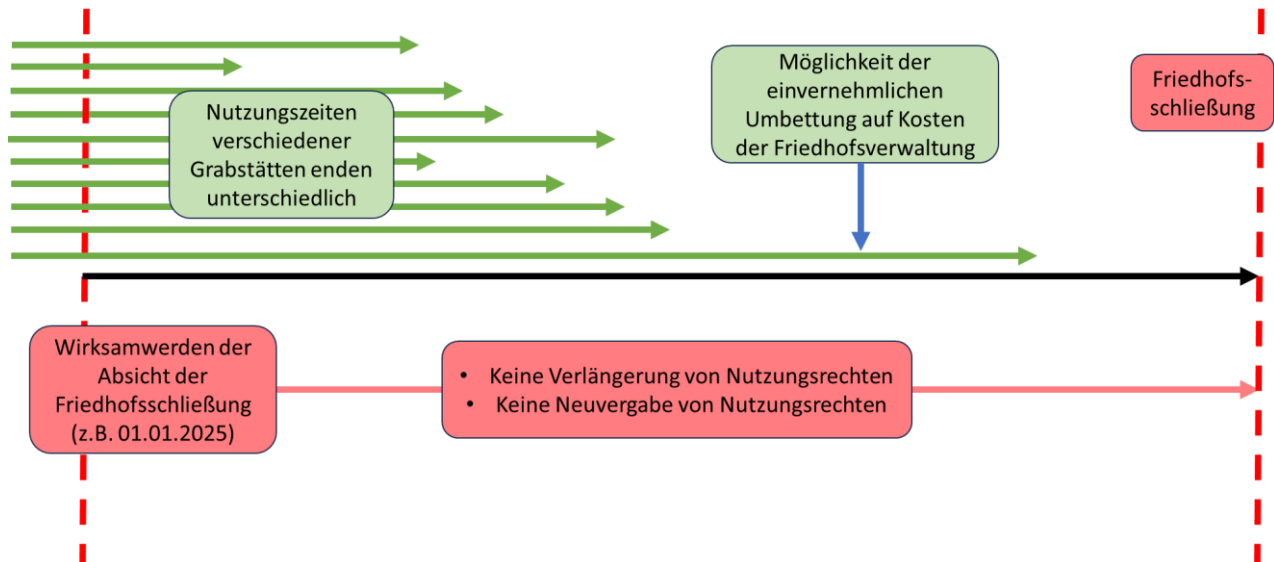 Nutzungszeiten
verschiedener
Grabstätten enden
unterschiedlich
Möglichkeit der
einvernehmlichen
Umbettung auf Kosten
der Friedhofsverwaltung
Friedhofs-
schließung
Wirksamwerden der
Absicht der
Friedhofsschließung
(z.B. 01.01.2025)
• Keine Verlängerung von Nutzungsrechten
• Keine Neuvergabe von Nutzungsrechten